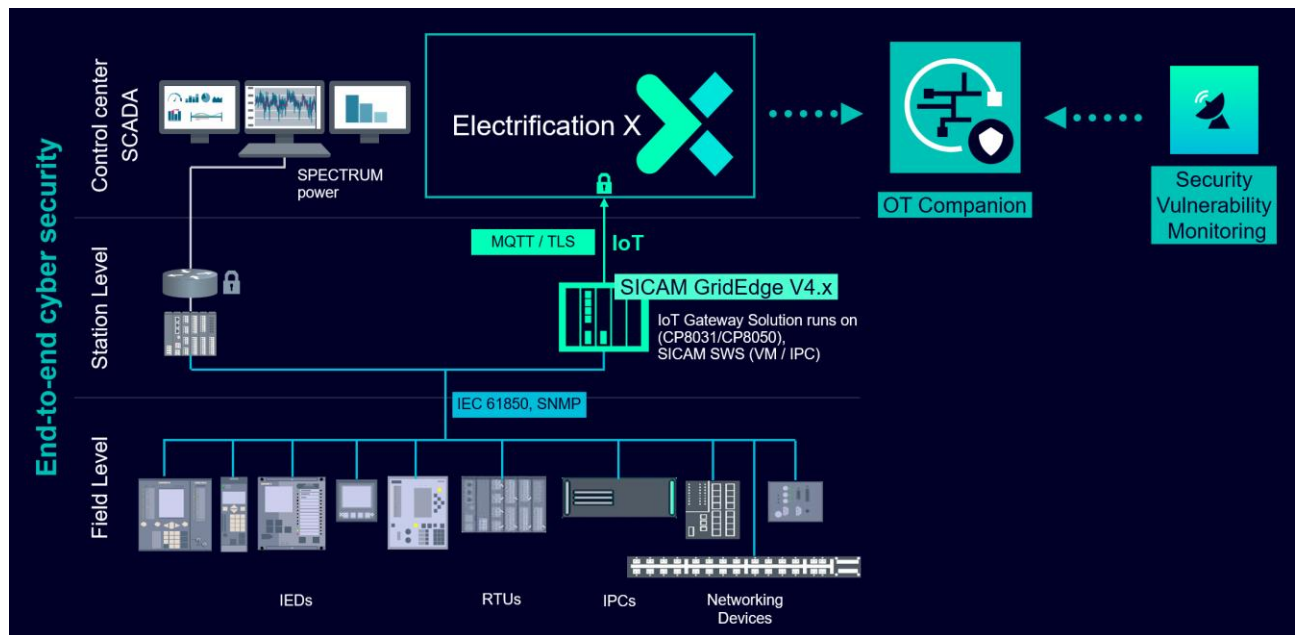 End-to-end cyber security
Control center
SCADA
SPECTRUM
power
Electrification X
OT Companion
Security
Vulnerability
Monitoring
Station Level
MQTT / TLS
IoT
SICAM GridEdge V4.x
IoT Gateway Solution runs on
(CP8031/CP8050),
SICAM SWS (VM / IPC)
IEC 61850, SNMP
Field Level
IEDs
RTUs
IPCs
Networking
Devices